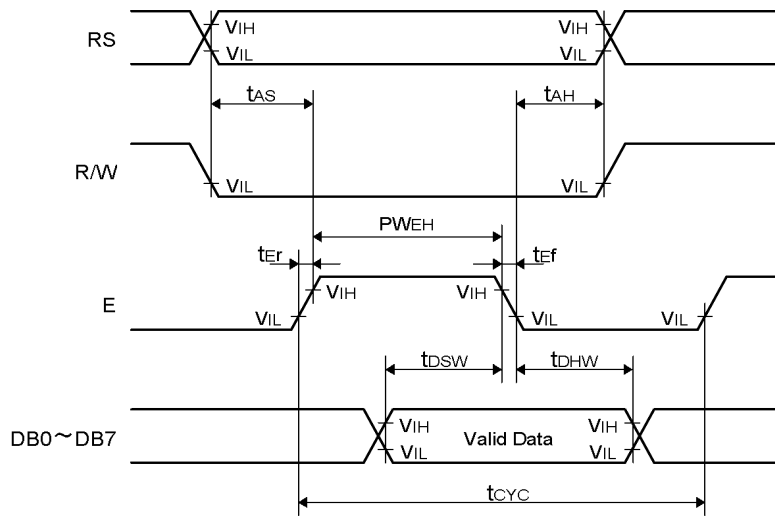 RS
VIH VIH
VIL VIL
tAS tAH
R/W
VIL VIL
PWEH
tEr tEf
E
VIH VIH
VIL VIL VIL
tDSW tDHW
DB0～DB7
VIH Valid Data VIH
VIL VIL
tCYC